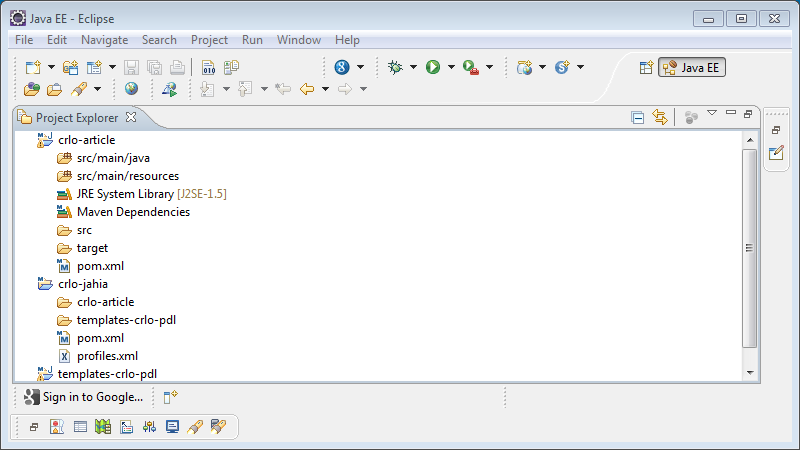 Java EE - Eclipse
File Edit Navigate Search Project Run Window Help
010
8 S Java EE
Project Explorer
crlo-article
src/main/java
src/main/resources
JRE System Library [J2SE-1.5]
Maven Dependencies
src
target
pom.xml
crlo-jahia
crlo-article
templates-crlo-pdl
pom.xml
profiles.xml
templates-crlo-pdl
Sign in to Google...